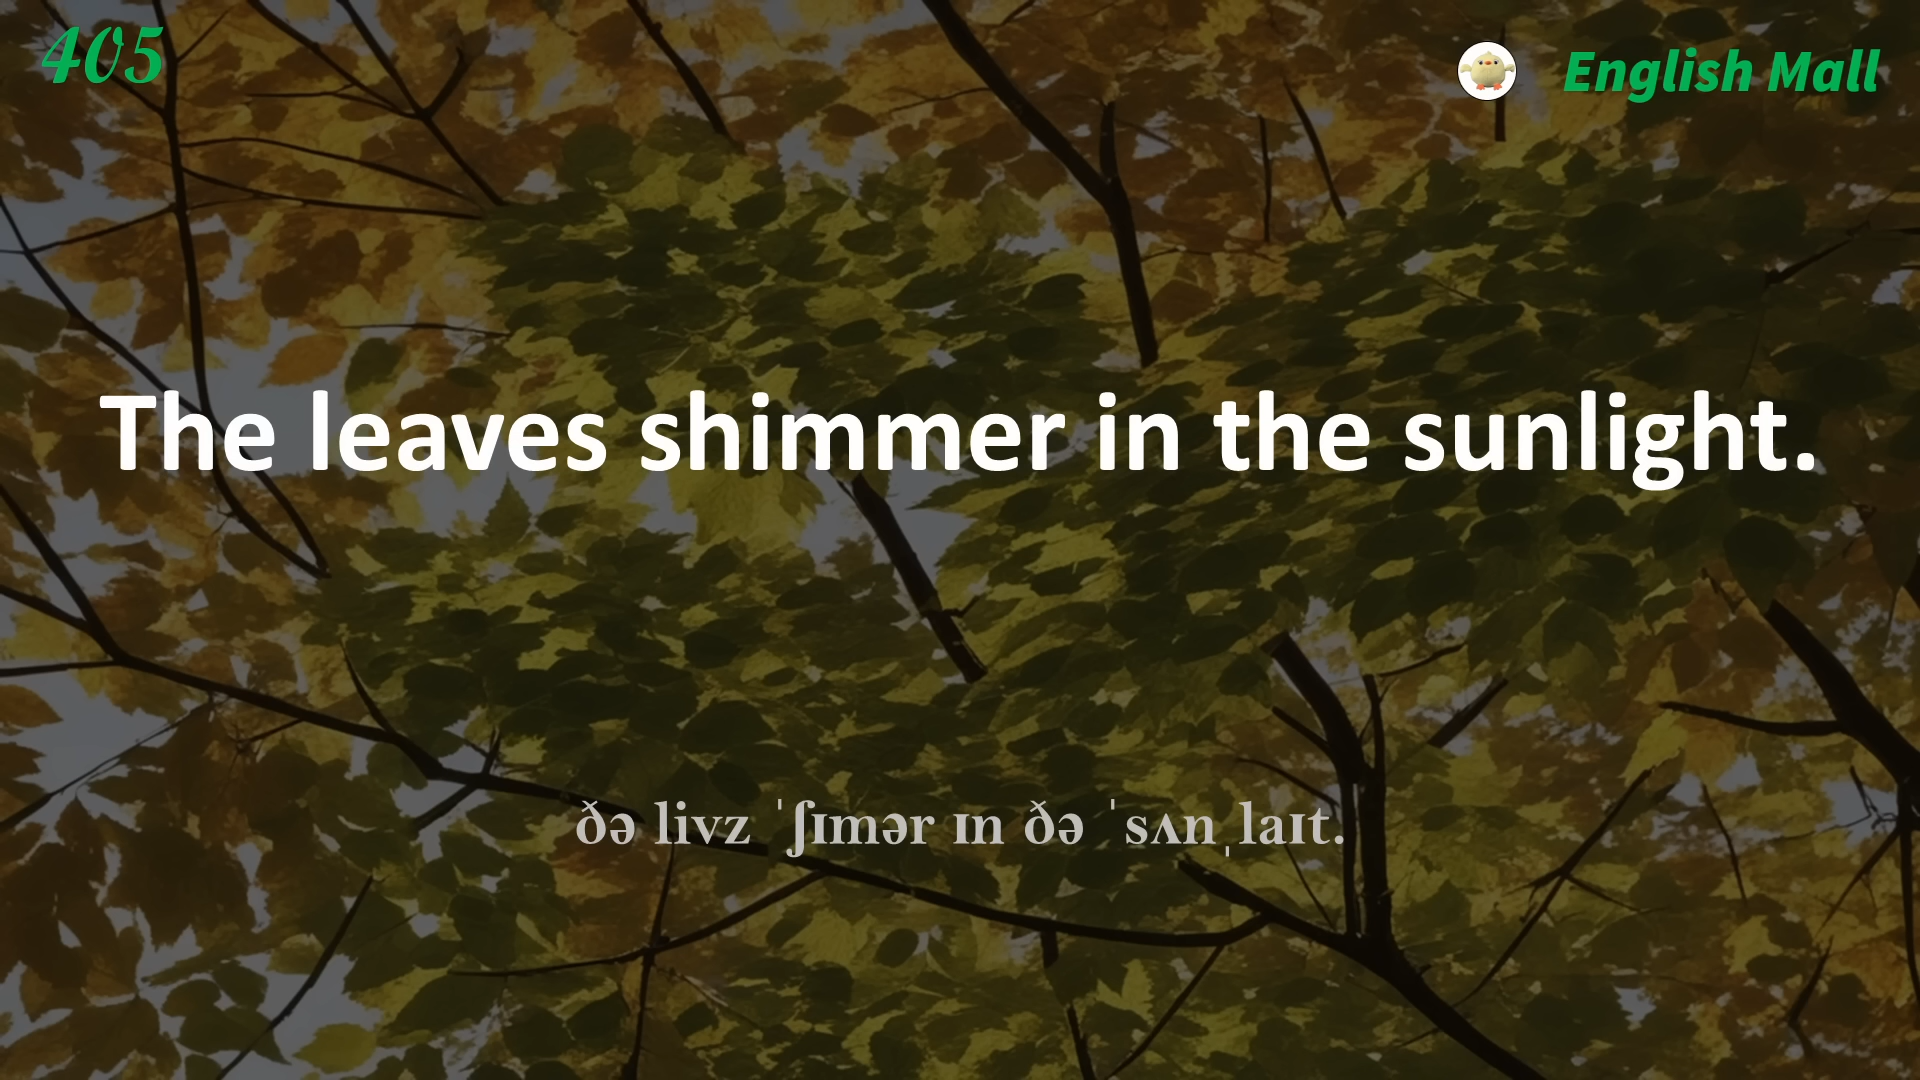 405
English Mall
The leaves shimmer in the sunlight.
ðə livz ˈʃɪmər ɪn ðə ˈsʌnˌlaɪt.